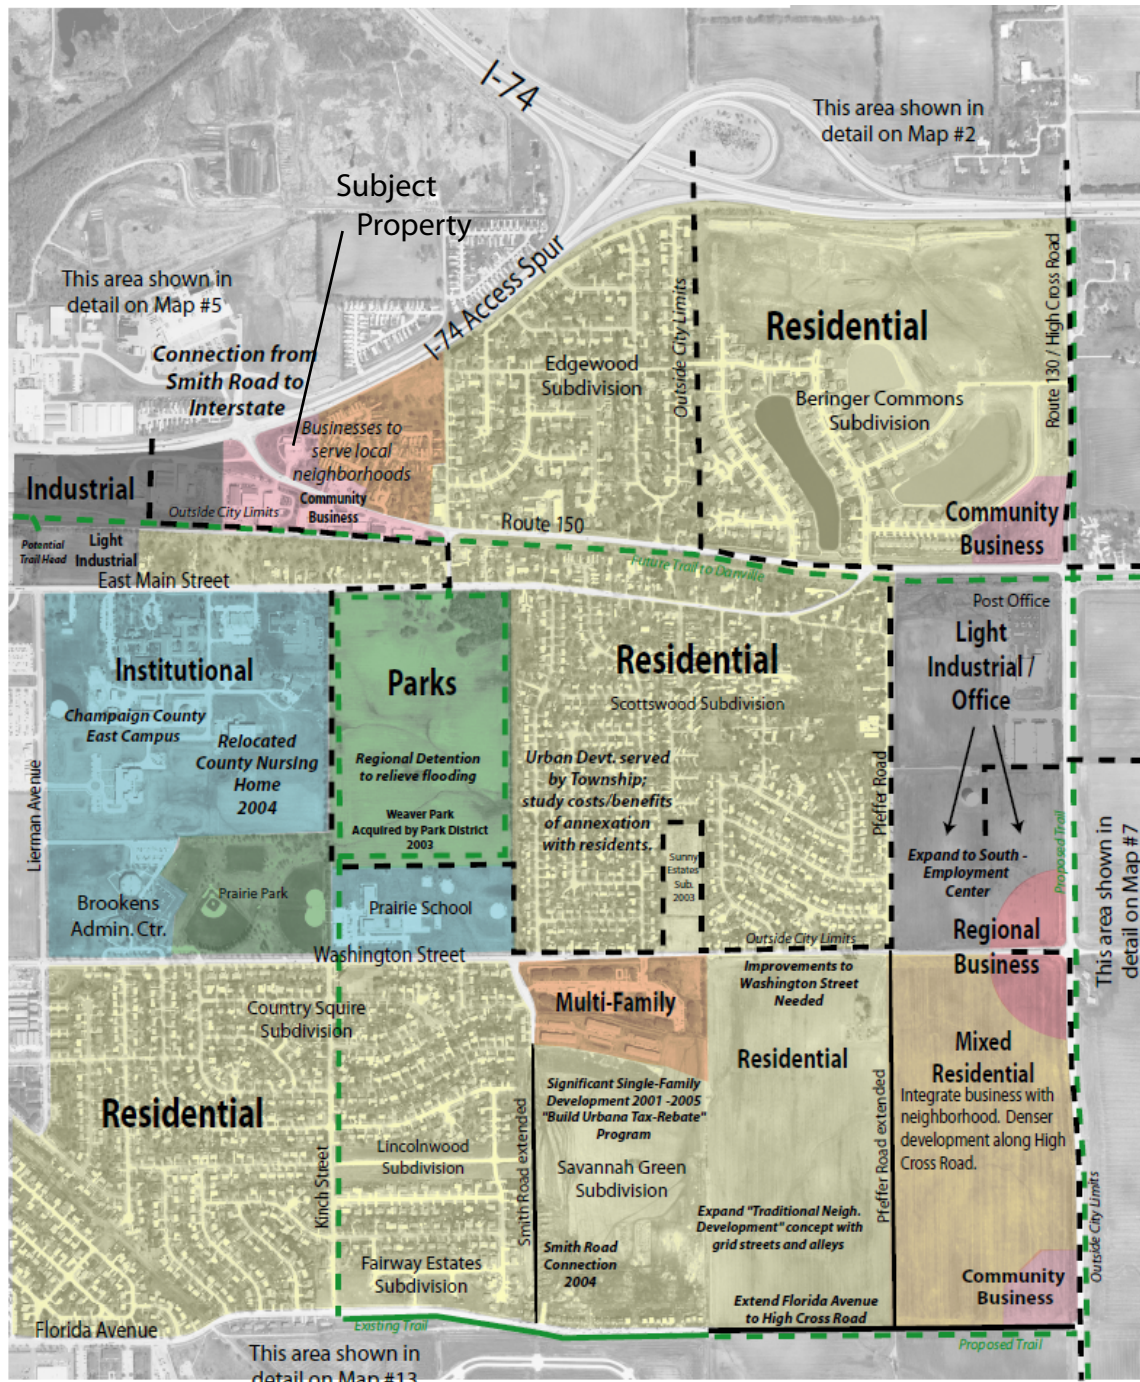 I-74
This area shown in
detail on Map #2
Subject
Property
This area shown in
detail on Map #5
I-74 Access Spur
Connection from
Smith Road to
Interstate
Edgewood
Subdivision
Outside City Limits
Residential
Route 130 / High Cross Road
Beringer Commons
Subdivision
Businesses to
serve local
neighborhoods
Industrial
Outside City Limits
Community
Business
Route 150
Community
Business
Potential
Trail Head
Light
Industrial
East Main Street
Future Trail to Danville
Post Office
Light
Industrial /
Office
Institutional
Champaign County
East Campus
Relocated
County Nursing
Home
2004
Parks
Regional Detention
to relieve flooding
Weaver Park
Acquired by Park District
2003
Residential
Scottswood Subdivision
Urban Devt. served
by Township;
study costs/benefits
of annexation
with residents.
Pfeffer Road
Lierman Avenue
Sunny
Estates
Sub.
2003
Expand to South -
Employment
Center
Proposed Trail
This area shown in
detail on Map #7
Brookens
Admin. Ctr.
Prairie Park
Prairie School
Outside City Limits
Regional
Business
Washington Street
Improvements to
Washington Street
Needed
Multi-Family
Country Squire
Subdivision
Residential
Mixed
Residential
Integrate business with
neighborhood. Denser
development along High
Cross Road.
Significant Single-Family
Development 2001 -2005
"Build Urbana Tax-Rebate"
Program
Residential
Lincolnwood
Subdivision
Kinch Street
Smith Road extended
Savannah Green
Subdivision
Pfeffer Road extended
Expand "Traditional Neigh.
Development" concept with
grid streets and alleys
Outside City Limits
Fairway Estates
Subdivision
Smith Road
Connection
2004
Community
Business
Extend Florida Avenue
to High Cross Road
Florida Avenue
Existing Trail
Proposed Trail
This area shown in
detail on Map #13